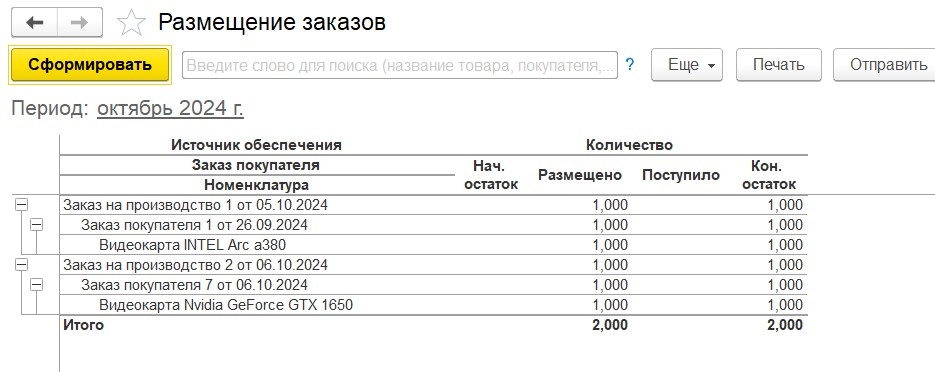 Размещение заказов
Сформировать Введите слово для поиска (название товара, покупателя,... ? Еще Печать Отправить
Период: октябрь 2024 г.
Источник обеспечения Количество
Заказ покупателя Нач. остаток Размещено Поступило Кон. остаток
Номенклатура
Заказ на производство 1 от 05.10.2024 1,000 1,000
Заказ покупателя 1 от 26.09.2024 1,000 1,000
Видеокарта INTEL Arc a380 1,000 1,000
Заказ на производство 2 от 06.10.2024 1,000 1,000
Заказ покупателя 7 от 06.10.2024 1,000 1,000
Видеокарта Nvidia GeForce GTX 1650 1,000 1,000
Итого 2,000 2,000